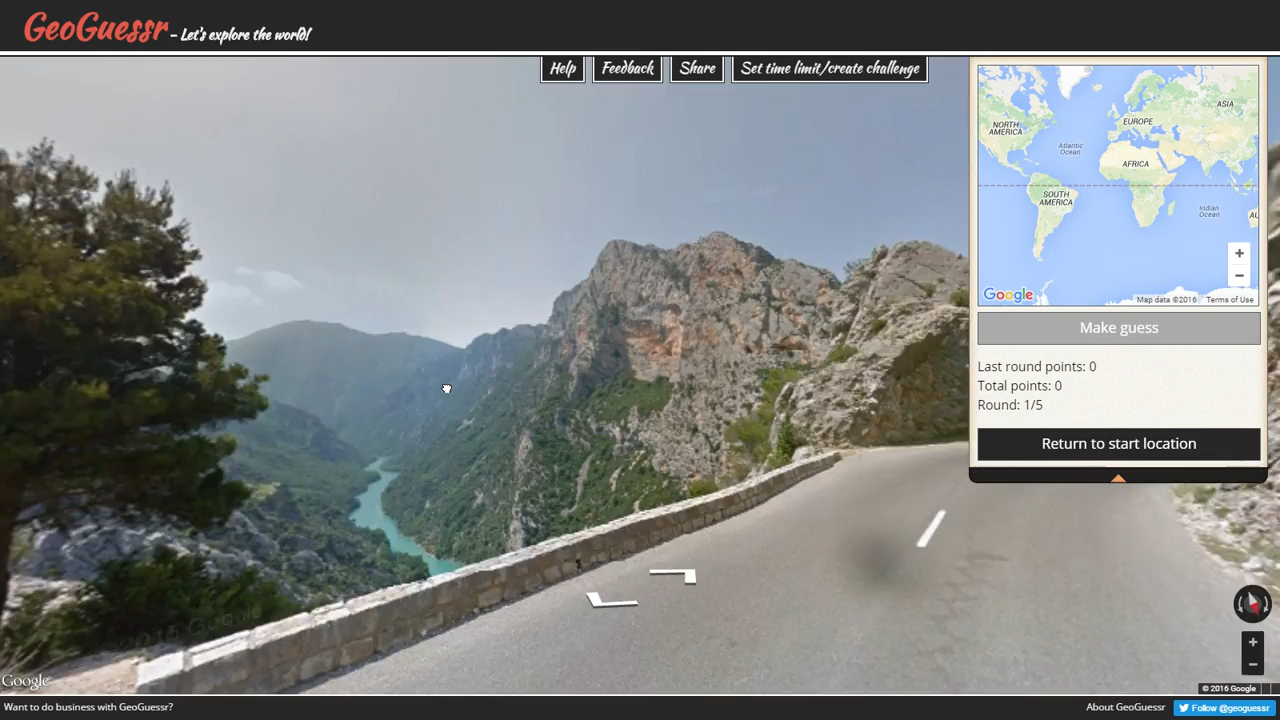 GeoGuessr - Let's explore the world!
Help
Feedback
Share
Set time limit/create challenge
NORTH AMERICA
Atlantic Ocean
EUROPE
ASIA
AFRICA
SOUTH AMERICA
Indian Ocean
AU
+
−
Google
Map data ©2016
Terms of Use
Make guess
Last round points: 0
Total points: 0
Round: 1/5
Return to start location
+
−
Google
© 2016 Google
Want to do business with GeoGuessr?
About GeoGuessr
Follow @geoguessr